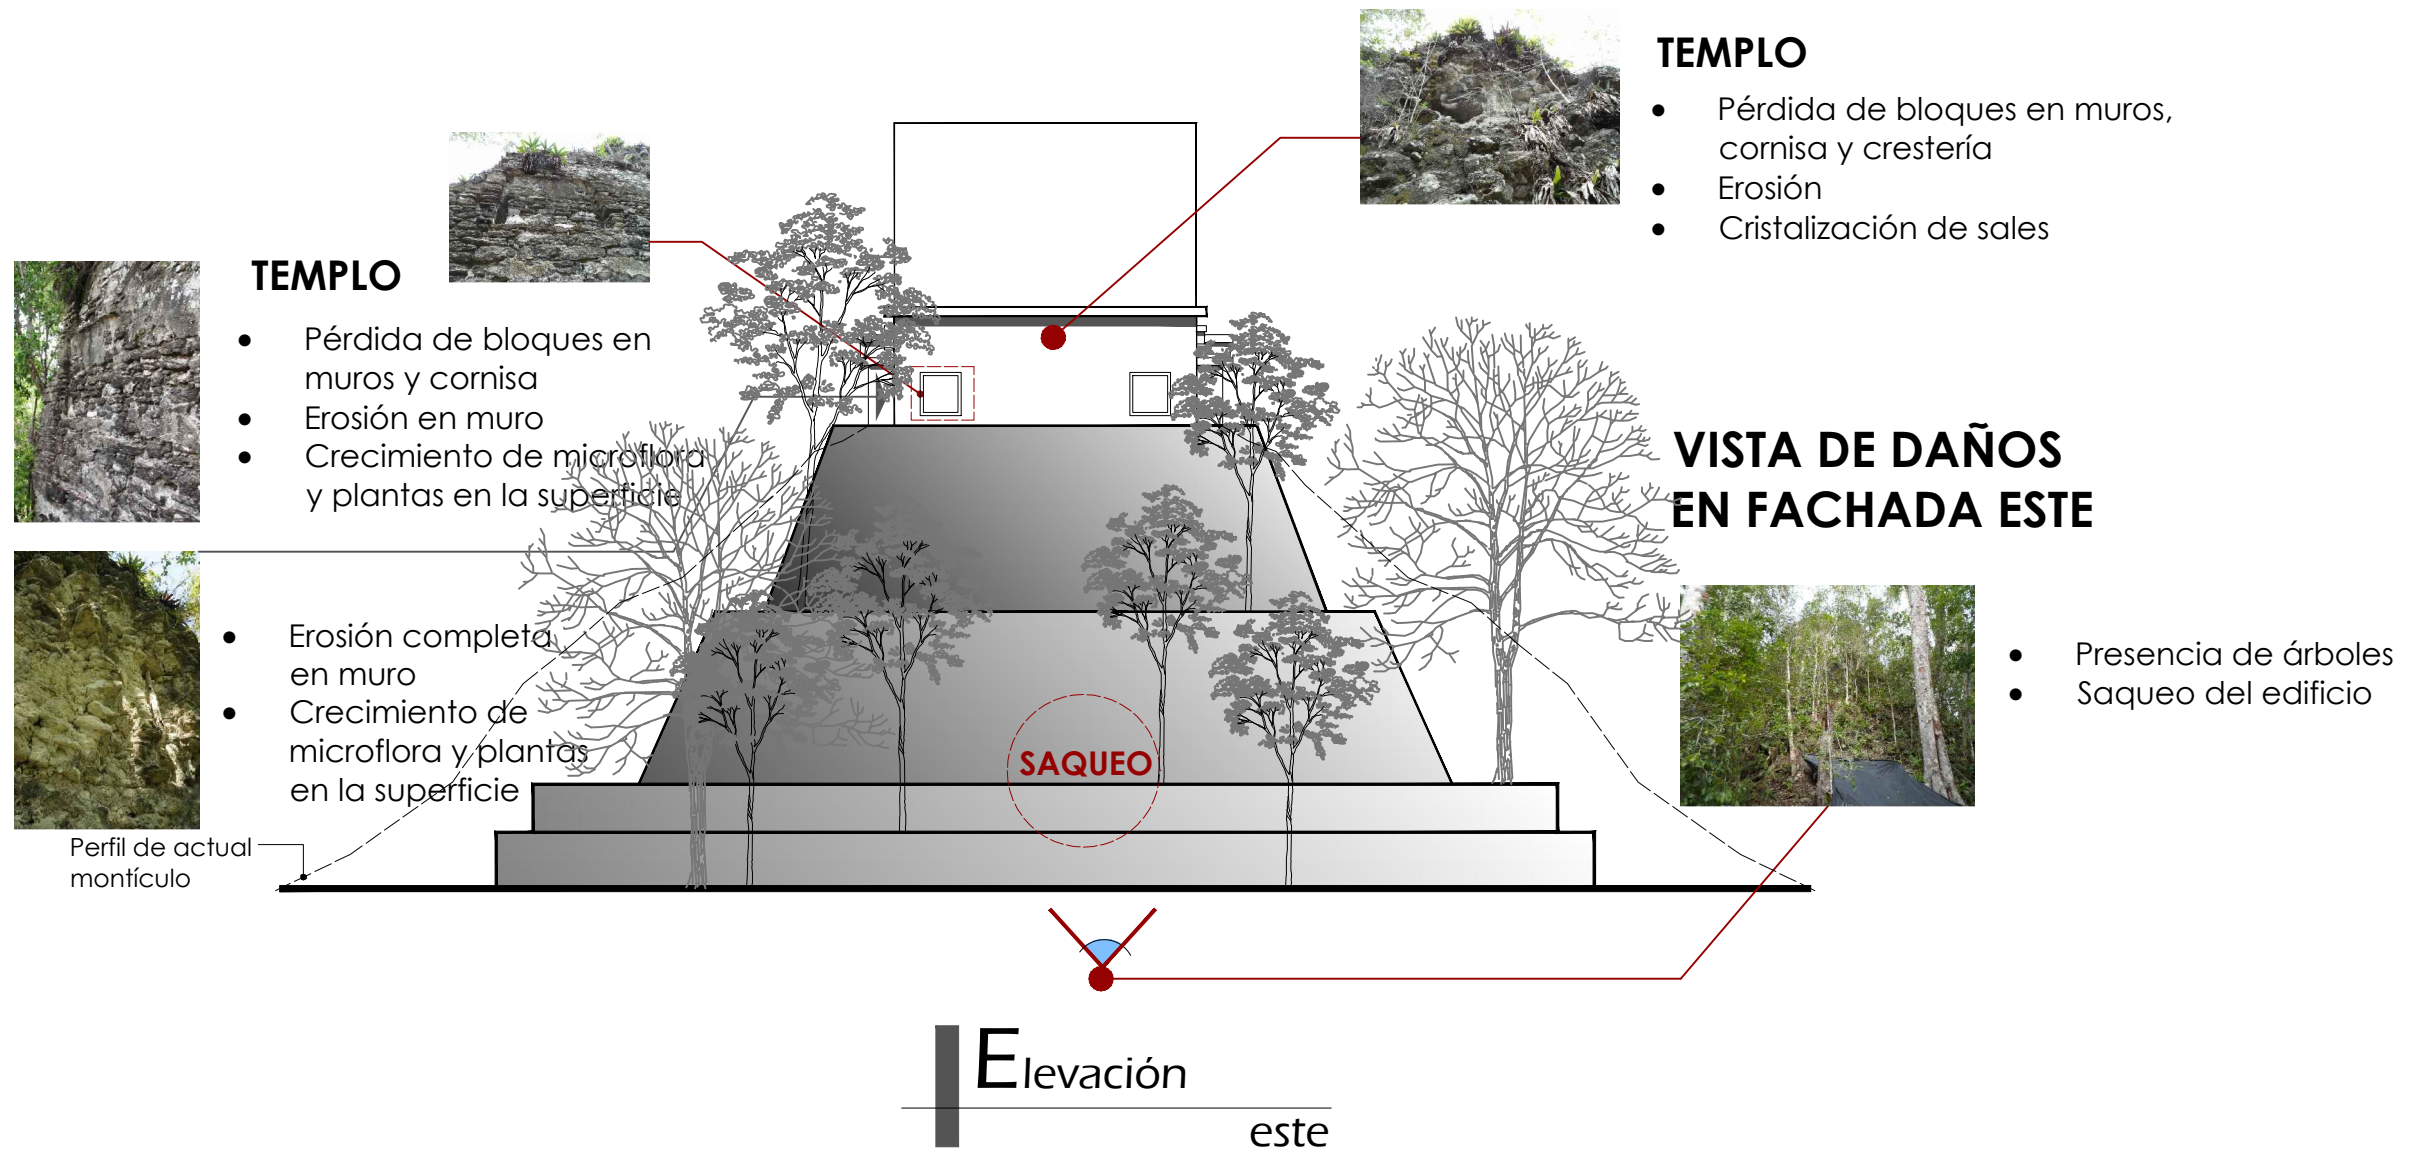 TEMPLO
• Pérdida de bloques en muros,
cornisa y crestería
• Erosión
• Cristalización de sales
TEMPLO
• Pérdida de bloques en
muros y cornisa
• Erosión en muro
• Crecimiento de microflora
y plantas en la superficie
VISTA DE DAÑOS
EN FACHADA ESTE
• Erosión completa
en muro
• Crecimiento de
microflora y plantas
en la superficie
• Presencia de árboles
• Saqueo del edificio
SAQUEO
Perfil de actual
montículo
Elevación
este